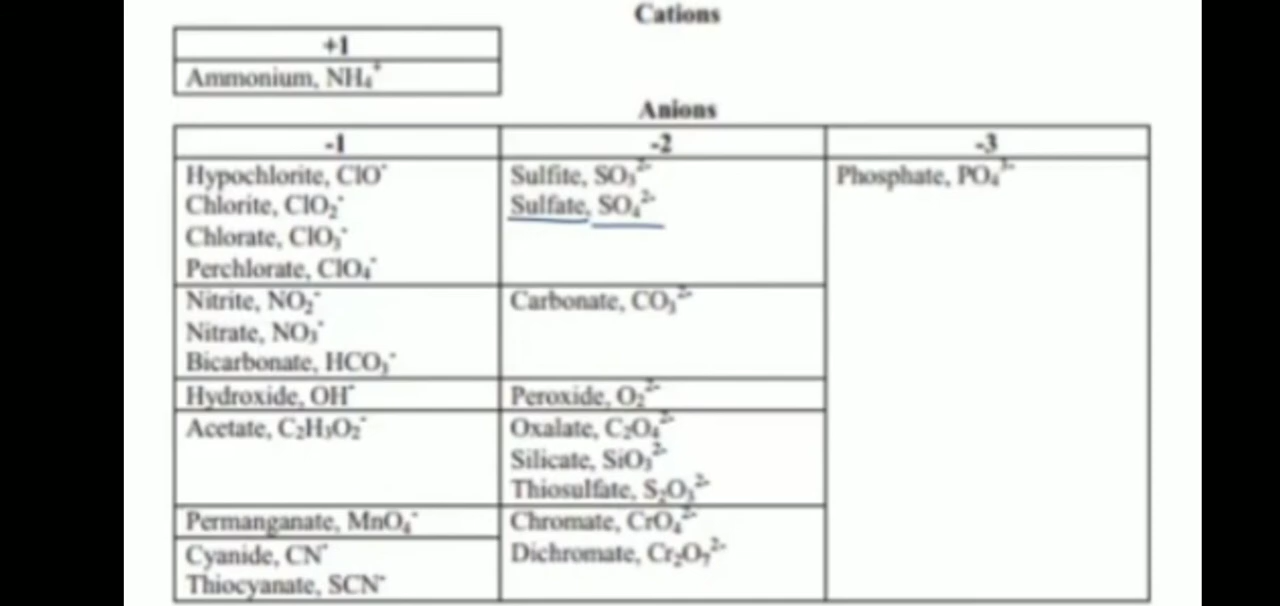 Cations
+1
Ammonium, NH₄⁺
Anions
-1
-2
-3
Hypochlorite, ClO⁻
Sulfite, SO₃²⁻
Phosphate, PO₄³⁻
Chlorite, ClO₂⁻
Sulfate, SO₄²⁻
Chlorate, ClO₃⁻
Perchlorate, ClO₄⁻
Nitrite, NO₂⁻
Carbonate, CO₃²⁻
Nitrate, NO₃⁻
Bicarbonate, HCO₃⁻
Hydroxide, OH⁻
Peroxide, O₂²⁻
Acetate, C₂H₃O₂⁻
Oxalate, C₂O₄²⁻
Silicate, SiO₃²⁻
Thiosulfate, S₂O₃²⁻
Permanganate, MnO₄⁻
Chromate, CrO₄²⁻
Cyanide, CN⁻
Dichromate, Cr₂O₇²⁻
Thiocyanate, SCN⁻